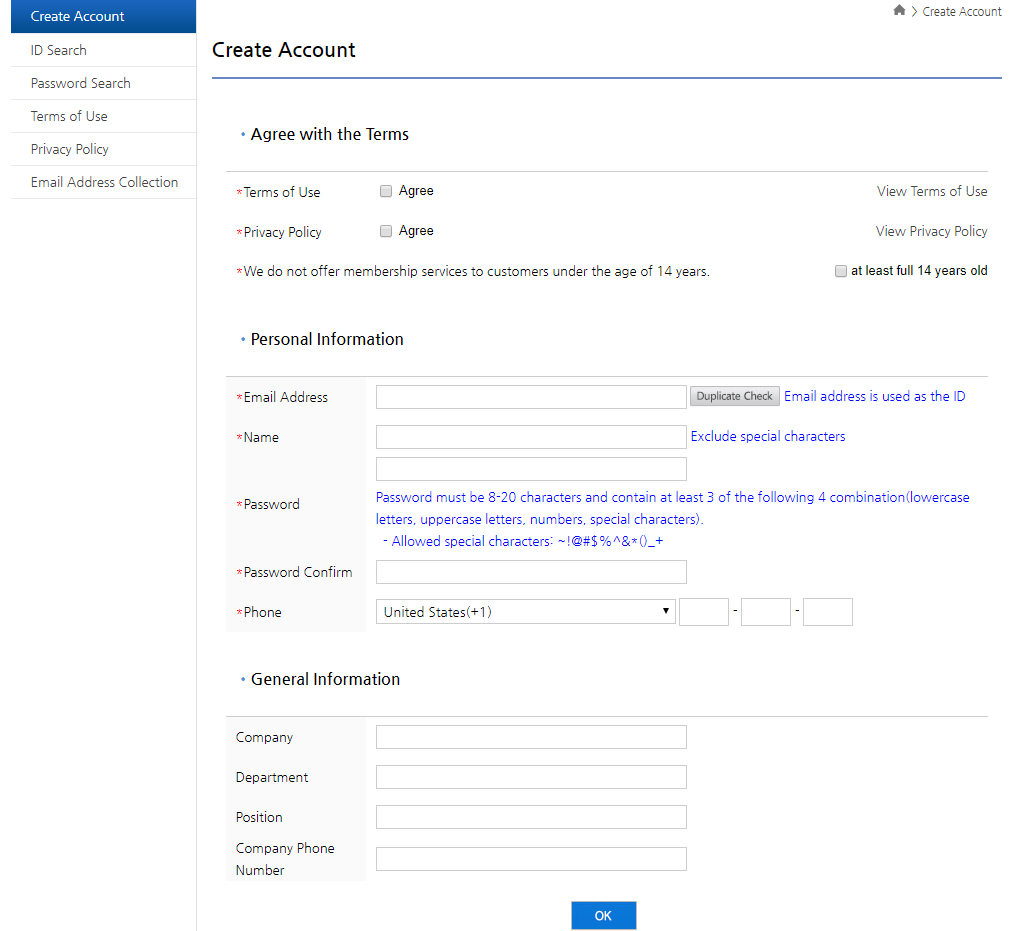 Create Account
ID Search
Password Search
Terms of Use
Privacy Policy
Email Address Collection
> Create Account
Create Account
• Agree with the Terms
*Terms of Use Agree View Terms of Use
*Privacy Policy Agree View Privacy Policy
*We do not offer membership services to customers under the age of 14 years. at least full 14 years old
• Personal Information
*Email Address Duplicate Check Email address is used as the ID
*Name Exclude special characters
*Password
Password must be 8-20 characters and contain at least 3 of the following 4 combination(lowercase
letters, uppercase letters, numbers, special characters).
- Allowed special characters: ~!@#$%^&*()_+
*Password Confirm
*Phone United States(+1) - -
• General Information
Company
Department
Position
Company Phone
Number
OK